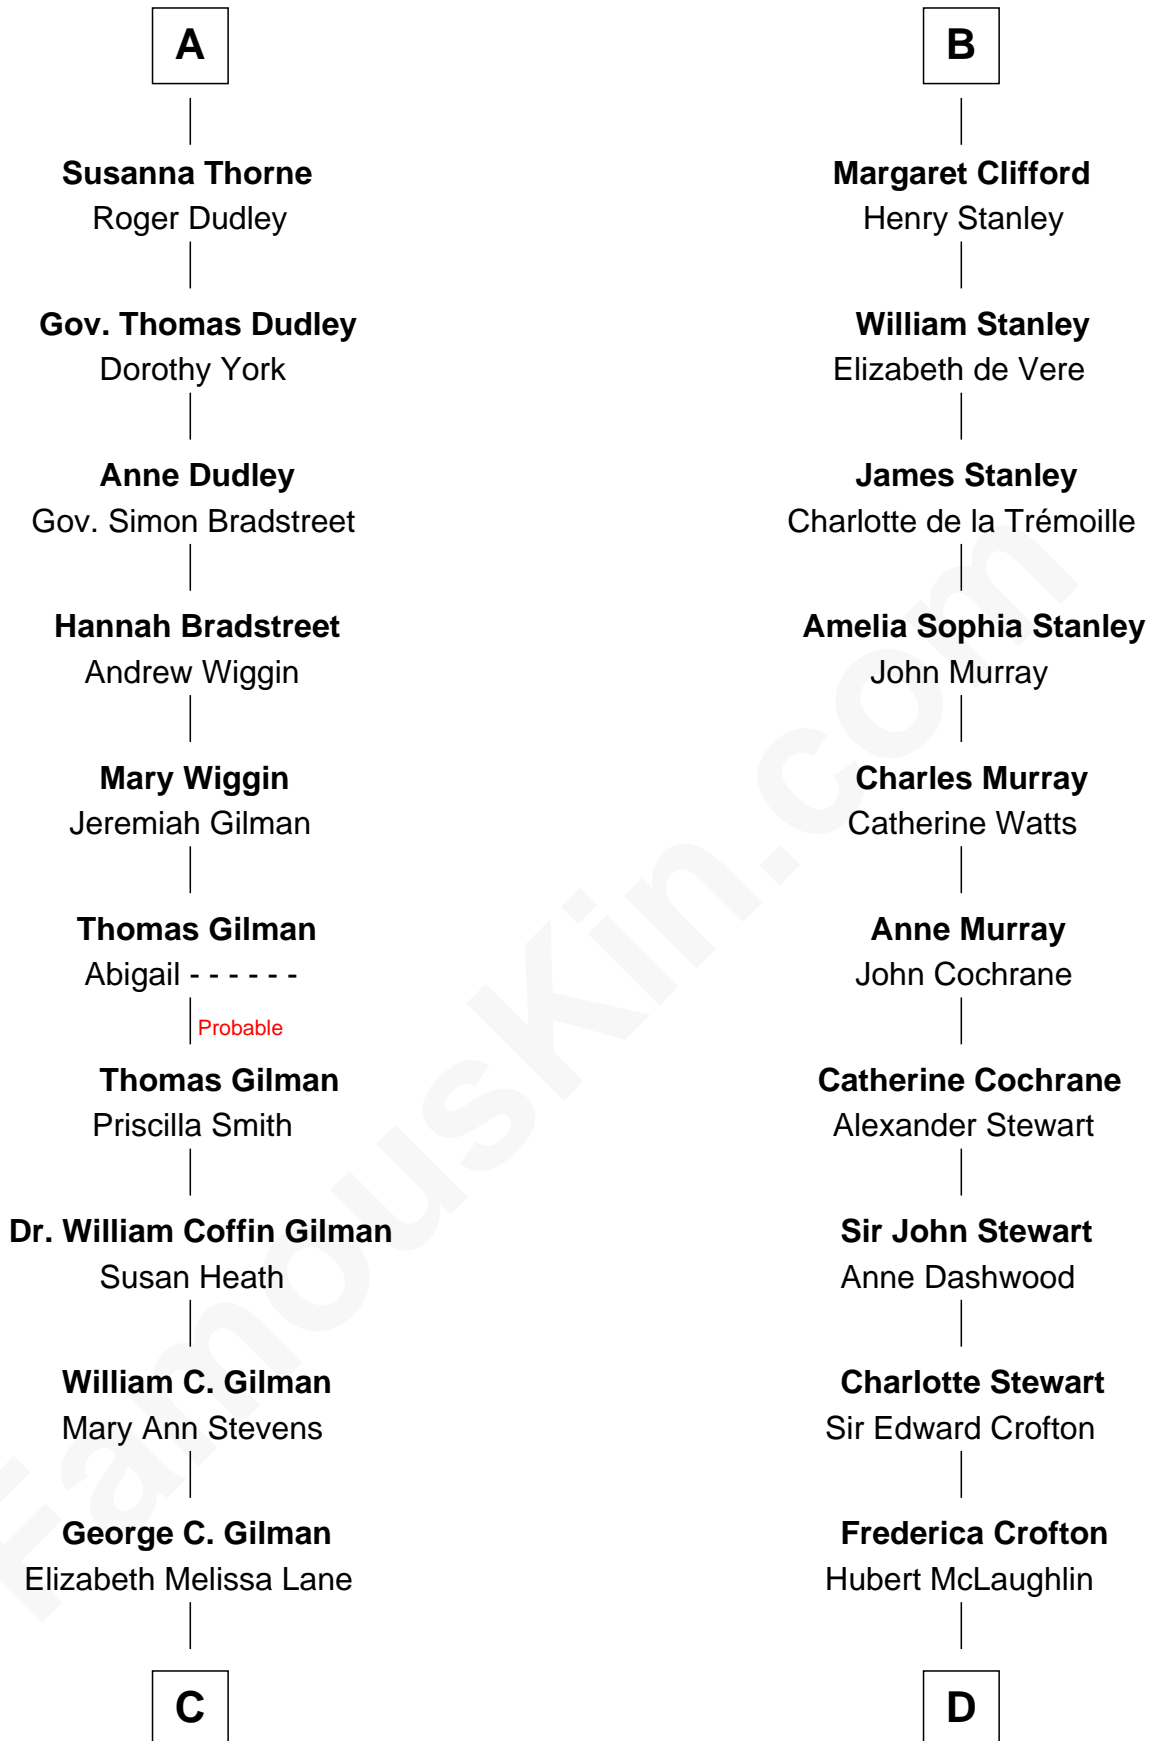 A
Susanna Thorne
Roger Dudley
Gov. Thomas Dudley
Dorothy York
Anne Dudley
Gov. Simon Bradstreet
Hannah Bradstreet
Andrew Wiggin
Mary Wiggin
Jeremiah Gilman
Thomas Gilman
Abigail - - - - - -
Probable
Thomas Gilman
Priscilla Smith
Dr. William Coffin Gilman
Susan Heath
William C. Gilman
Mary Ann Stevens
George C. Gilman
Elizabeth Melissa Lane
C
B
Margaret Clifford
Henry Stanley
William Stanley
Elizabeth de Vere
James Stanley
Charlotte de la Trémoille
Amelia Sophia Stanley
John Murray
Charles Murray
Catherine Watts
Anne Murray
John Cochrane
Catherine Cochrane
Alexander Stewart
Sir John Stewart
Anne Dashwood
Charlotte Stewart
Sir Edward Crofton
Frederica Crofton
Hubert McLaughlin
D
FamousKin.com